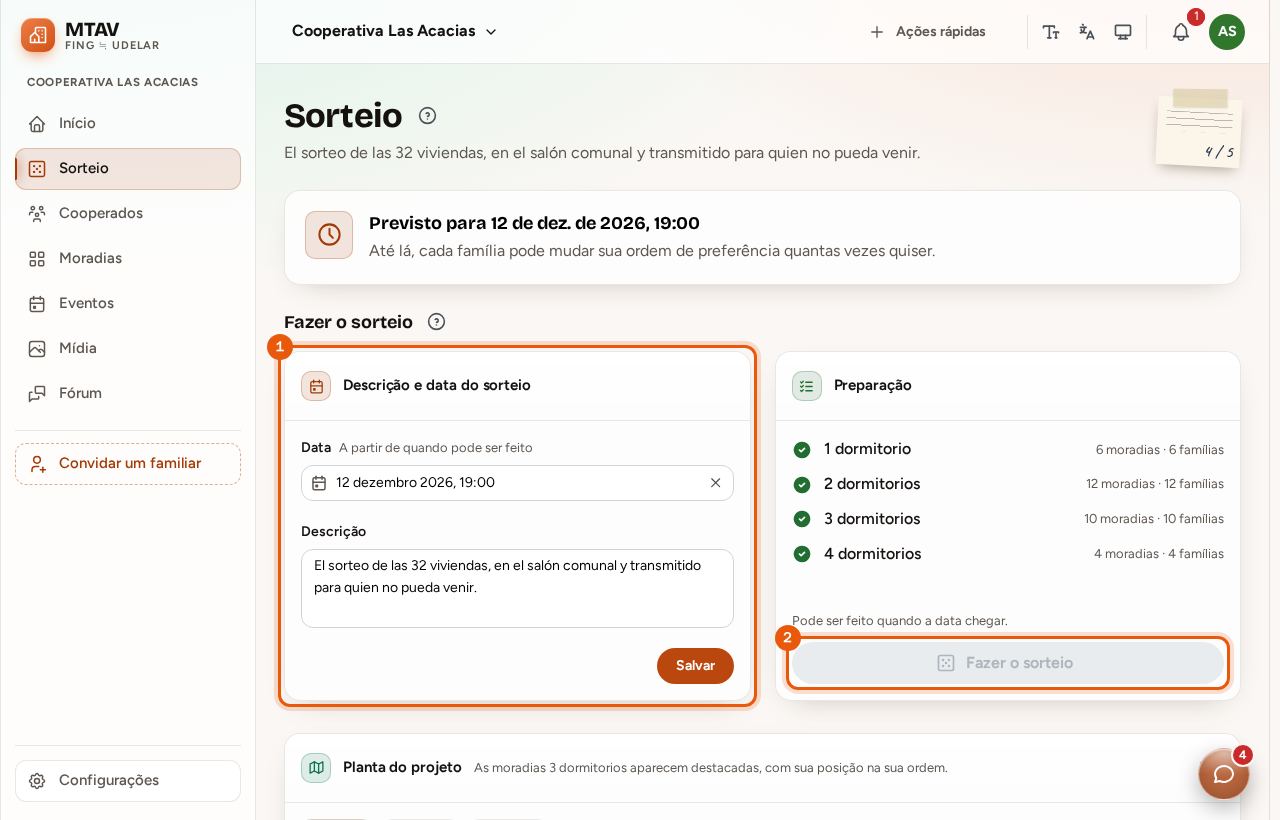 MTAV
FING ≒ UDELAR
COOPERATIVA LAS ACACIAS
Início
Sorteio
Cooperados
Moradias
Eventos
Mídia
Fórum
Convidar um familiar
Configurações
Cooperativa Las Acacias
Ações rápidas
1
AS
Sorteio
El sorteo de las 32 viviendas, en el salón comunal y transmitido para quien no pueda venir.
4 / 5
Previsto para 12 de dez. de 2026, 19:00
Até lá, cada família pode mudar sua ordem de preferência quantas vezes quiser.
Fazer o sorteio
1
Descrição e data do sorteio
Data A partir de quando pode ser feito
12 dezembro 2026, 19:00
Descrição
El sorteo de las 32 viviendas, en el salón comunal y transmitido
para quien no pueda venir.
Salvar
Preparação
1 dormitorio 6 moradias · 6 famílias
2 dormitorios 12 moradias · 12 famílias
3 dormitorios 10 moradias · 10 famílias
4 dormitorios 4 moradias · 4 famílias
Pode ser feito quando a data chegar.
2
Fazer o sorteio
Planta do projeto As moradias 3 dormitorios aparecem destacadas, com sua posição na sua ordem.
4